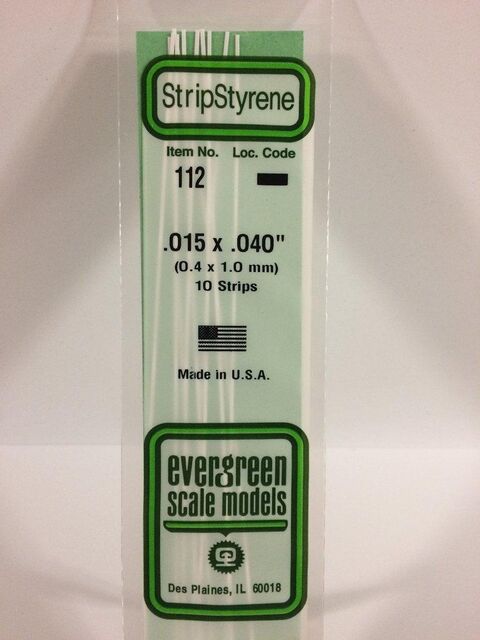 StripStyrene
Item No. Loc. Code
112
.015 x .040"
(0.4 x 1.0 mm)
10 Strips
Made in U.S.A.
evergreen
scale models
Des Plaines, IL 60018